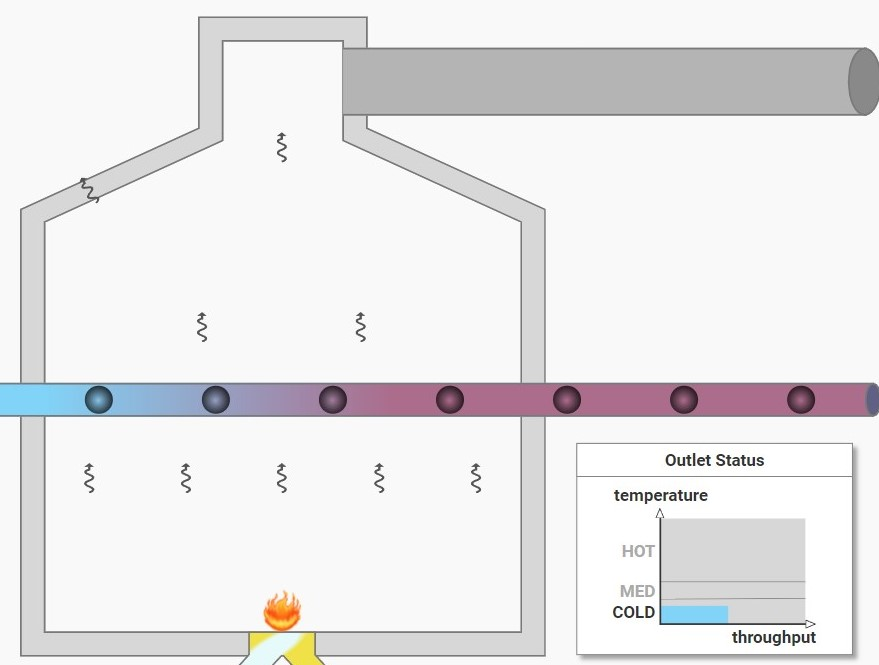 Outlet Status
temperature
HOT
MED
COLD
throughput